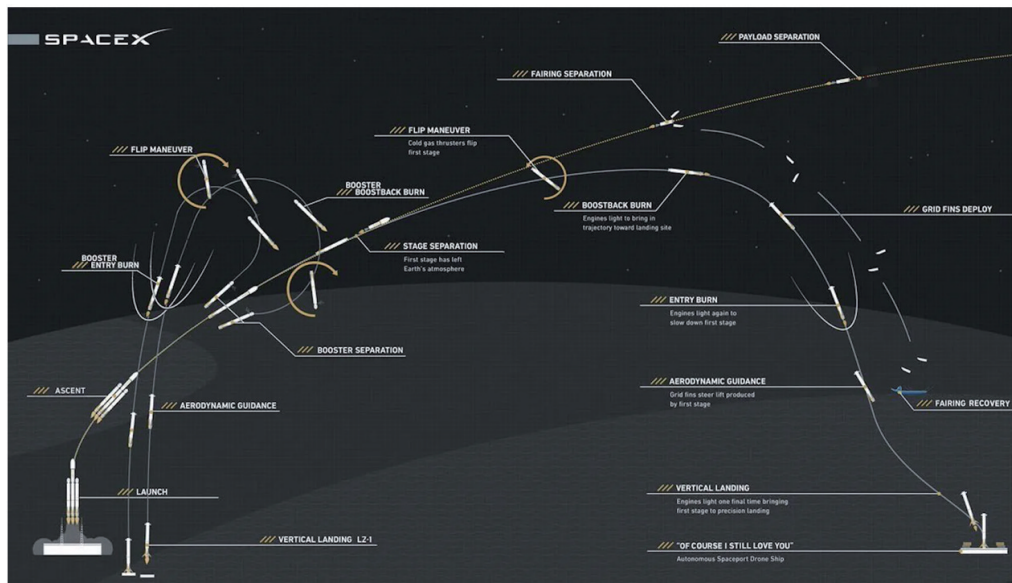 SPACEX
/// PAYLOAD SEPARATION
/// FAIRING SEPARATION
/// FLIP MANEUVER
Cold gas thrusters flip
first stage
/// FLIP MANEUVER
BOOSTER
/// BOOSTBACK BURN
/// BOOSTBACK BURN
Engines light to bring in
trajectory toward landing site
/// GRID FINS DEPLOY
/// STAGE SEPARATION
First stage has left
Earth's atmosphere
BOOSTER
/// ENTRY BURN
/// ENTRY BURN
Engines light again to
slow down first stage
/// BOOSTER SEPARATION
/// ASCENT
/// AERODYNAMIC GUIDANCE
/// AERODYNAMIC GUIDANCE
Grid fins steer lift produced
by first stage
/// FAIRING RECOVERY
/// LAUNCH
/// VERTICAL LANDING
Engines light one final time bringing
first stage to precision landing
/// VERTICAL LANDING LZ-1
/// "OF COURSE I STILL LOVE YOU"
Autonomous Spaceport Drone Ship